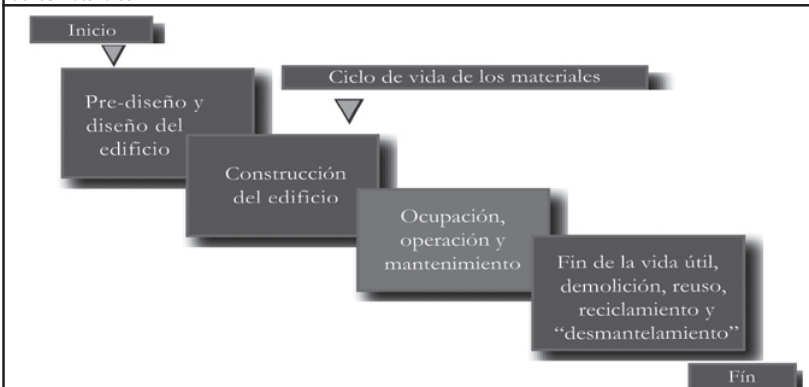 Inicio
Ciclo de vida de los materiales
Pre-diseño y
diseño del
edificio
Construcción
del edificio
Ocupación,
operación y
mantenimiento
Fin de la vida útil,
demolición, reuso,
reciclamiento y
“desmantelamiento”
Fín